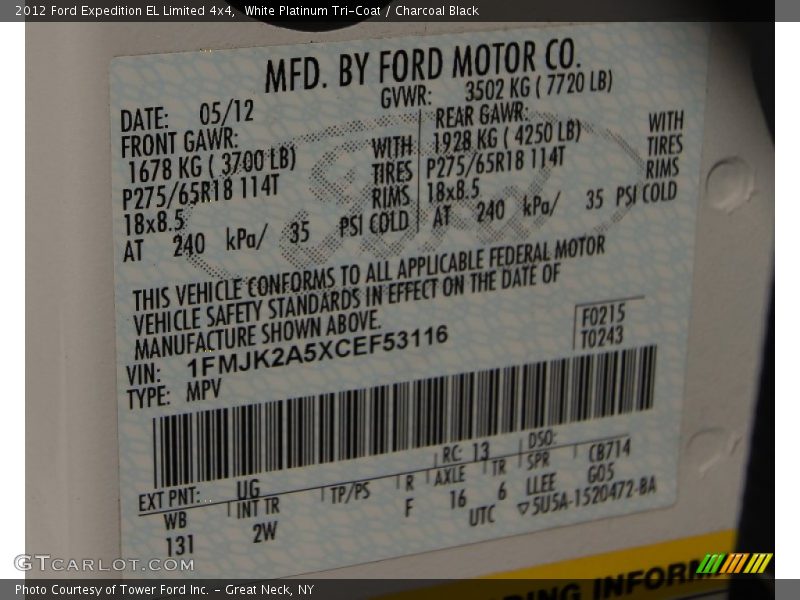 2012 Ford Expedition EL Limited 4x4,  White Platinum Tri-Coat / Charcoal Black
MFD. BY FORD MOTOR CO.
DATE: 05/12 GVWR: 3502 KG ( 7720 LB)
FRONT GAWR: REAR GAWR:
1678 KG ( 3700 LB) WITH 1928 KG ( 4250 LB) WITH
P275/65R18 114T TIRES P275/65R18 114T TIRES
18x8.5 RIMS 18x8.5 RIMS
AT 240 kPa/ 35 PSI COLD AT 240 kPa/ 35 PSI COLD
THIS VEHICLE CONFORMS TO ALL APPLICABLE FEDERAL MOTOR
VEHICLE SAFETY STANDARDS IN EFFECT ON THE DATE OF
MANUFACTURE SHOWN ABOVE.
F0215
VIN: 1FMJK2A5XCEF53116 T0243
TYPE: MPV
EXT PNT: UG RC: 13 DSO:
WB INT TR TP/PS R AXLE TR SPR CB714
131 2W F 16 6 LLEE G05
UTC ▽5U5A-1520472-BA
DING INFORM
GTCARLOT.COM
Photo Courtesy of Tower Ford Inc. - Great Neck, NY